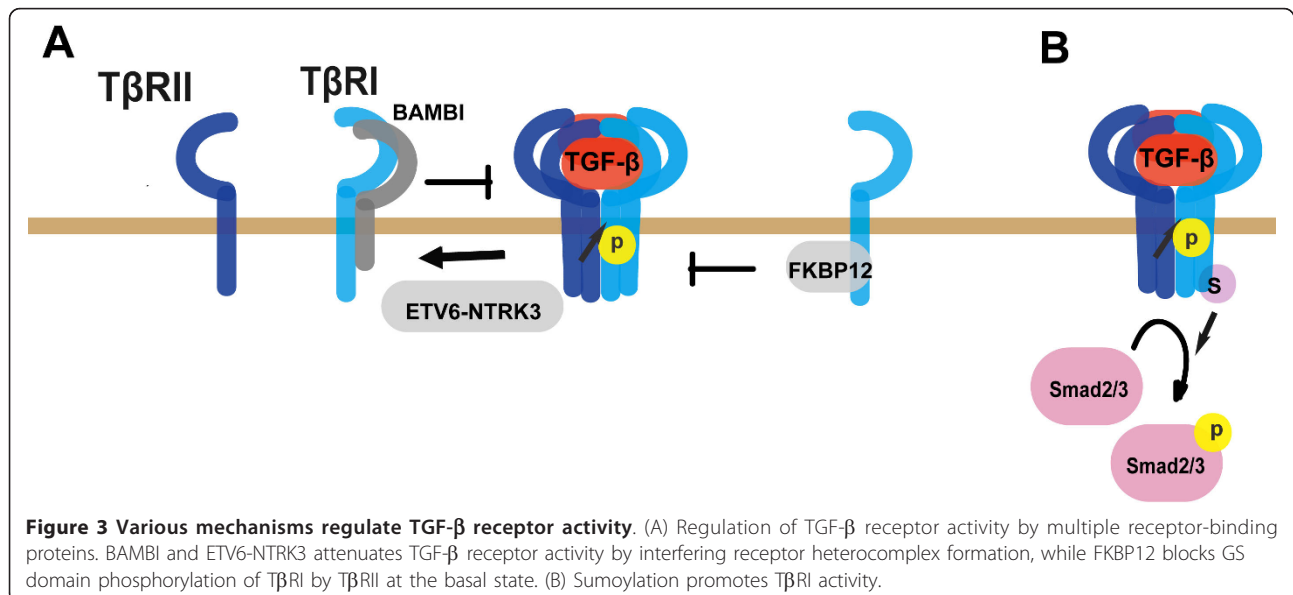 A
B
TβRII
TβRI
BAMBI
TGF-β
TGF-β
p
p
FKBP12
S
ETV6-NTRK3
Smad2/3
p
Smad2/3
Figure 3 Various mechanisms regulate TGF-β receptor activity. (A) Regulation of TGF-β receptor activity by multiple receptor-binding
proteins. BAMBI and ETV6-NTRK3 attenuates TGF-β receptor activity by interfering receptor heterocomplex formation, while FKBP12 blocks GS
domain phosphorylation of TβRI by TβRII at the basal state. (B) Sumoylation promotes TβRI activity.